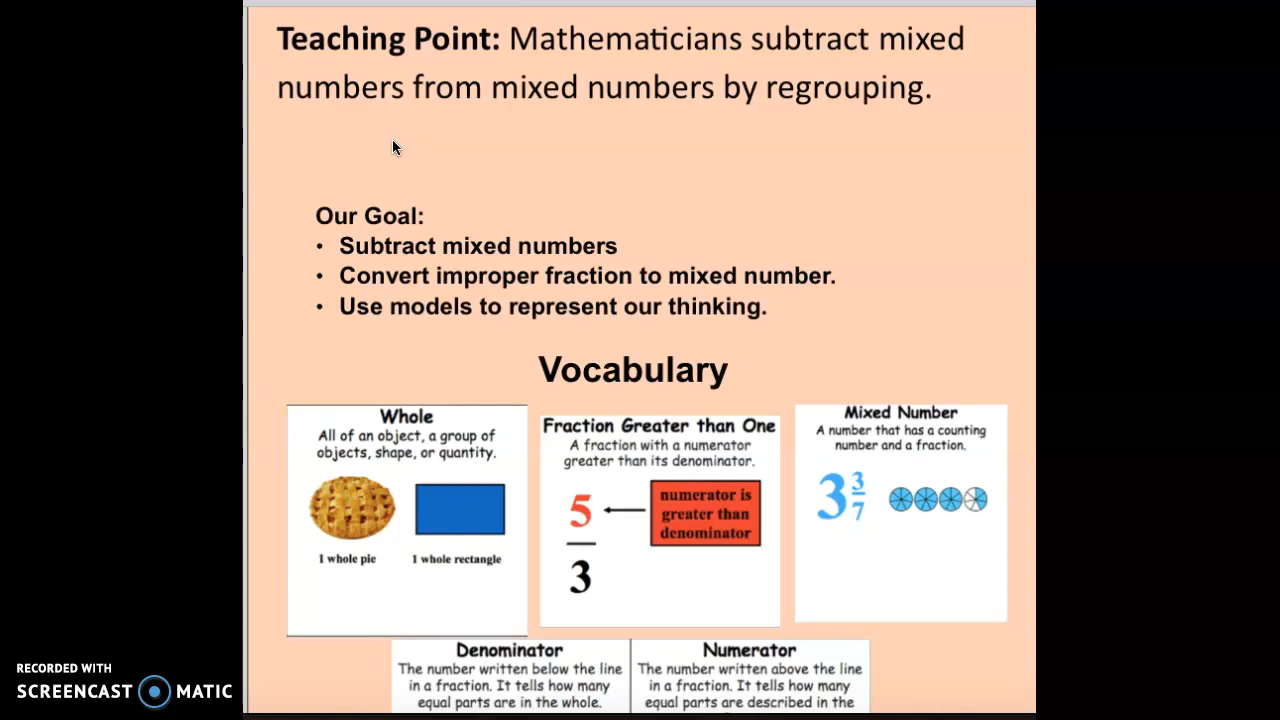 Teaching Point: Mathematicians subtract mixed
numbers from mixed numbers by regrouping.
Our Goal:
• Subtract mixed numbers
• Convert improper fraction to mixed number.
• Use models to represent our thinking.
Vocabulary
Whole
All of an object, a group of
objects, shape, or quantity.
1 whole pie
1 whole rectangle
Fraction Greater than One
A fraction with a numerator
greater than its denominator.
5
3
numerator is
greater than
denominator
Mixed Number
A number that has a counting
number and a fraction.
3 3/7
Denominator
The number written below the line
in a fraction. It tells how many
equal parts are in the whole.
Numerator
The number written above the line
in a fraction. It tells how many
equal parts are described in the
RECORDED WITH
SCREENCAST MATIC